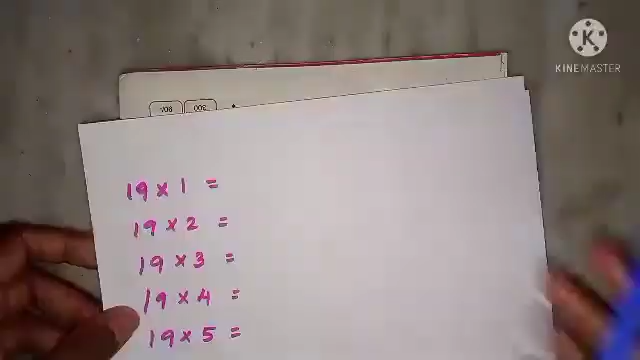 KINEMASTER
19 × 1 =
19 × 2 =
19 × 3 =
19 × 4 =
19 × 5 =